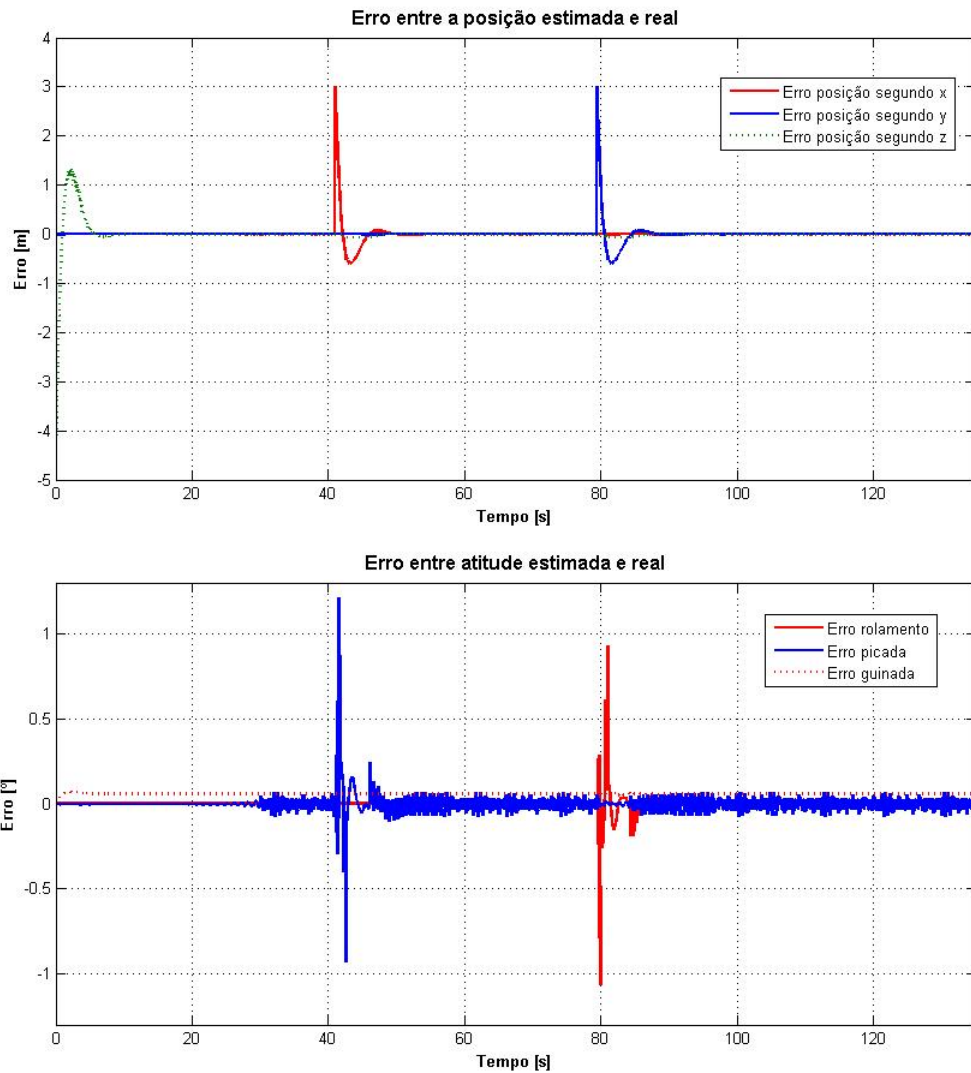 Erro entre a posição estimada e real
4
3
2
1
0
-1
-2
-3
-4
-5
Erro [m]
Erro posição segundo x
Erro posição segundo y
Erro posição segundo z
0 20 40 60 80 100 120
Tempo [s]
Erro entre atitude estimada e real
1
0.5
0
-0.5
-1
Erro [º]
Erro rolamento
Erro picada
Erro guinada
0 20 40 60 80 100 120
Tempo [s]